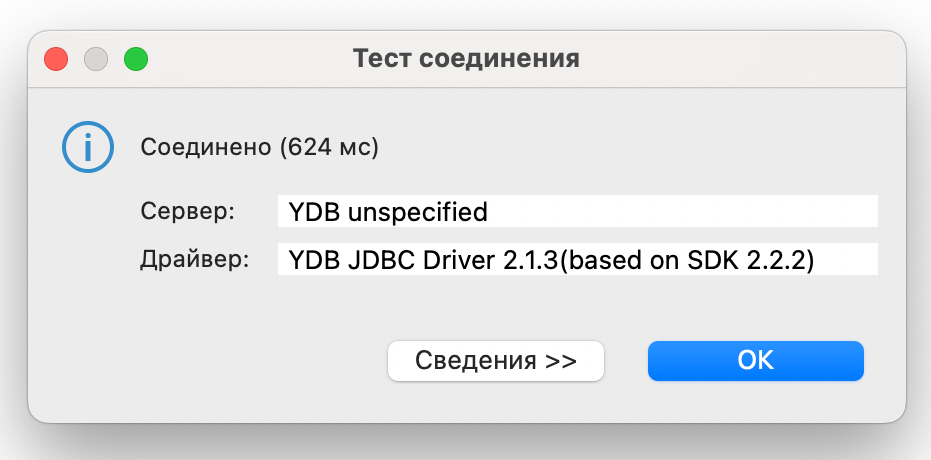 Тест соединения
Соединено (624 мс)
Сервер: YDB unspecified
Драйвер: YDB JDBC Driver 2.1.3(based on SDK 2.2.2)
Сведения >> ОК